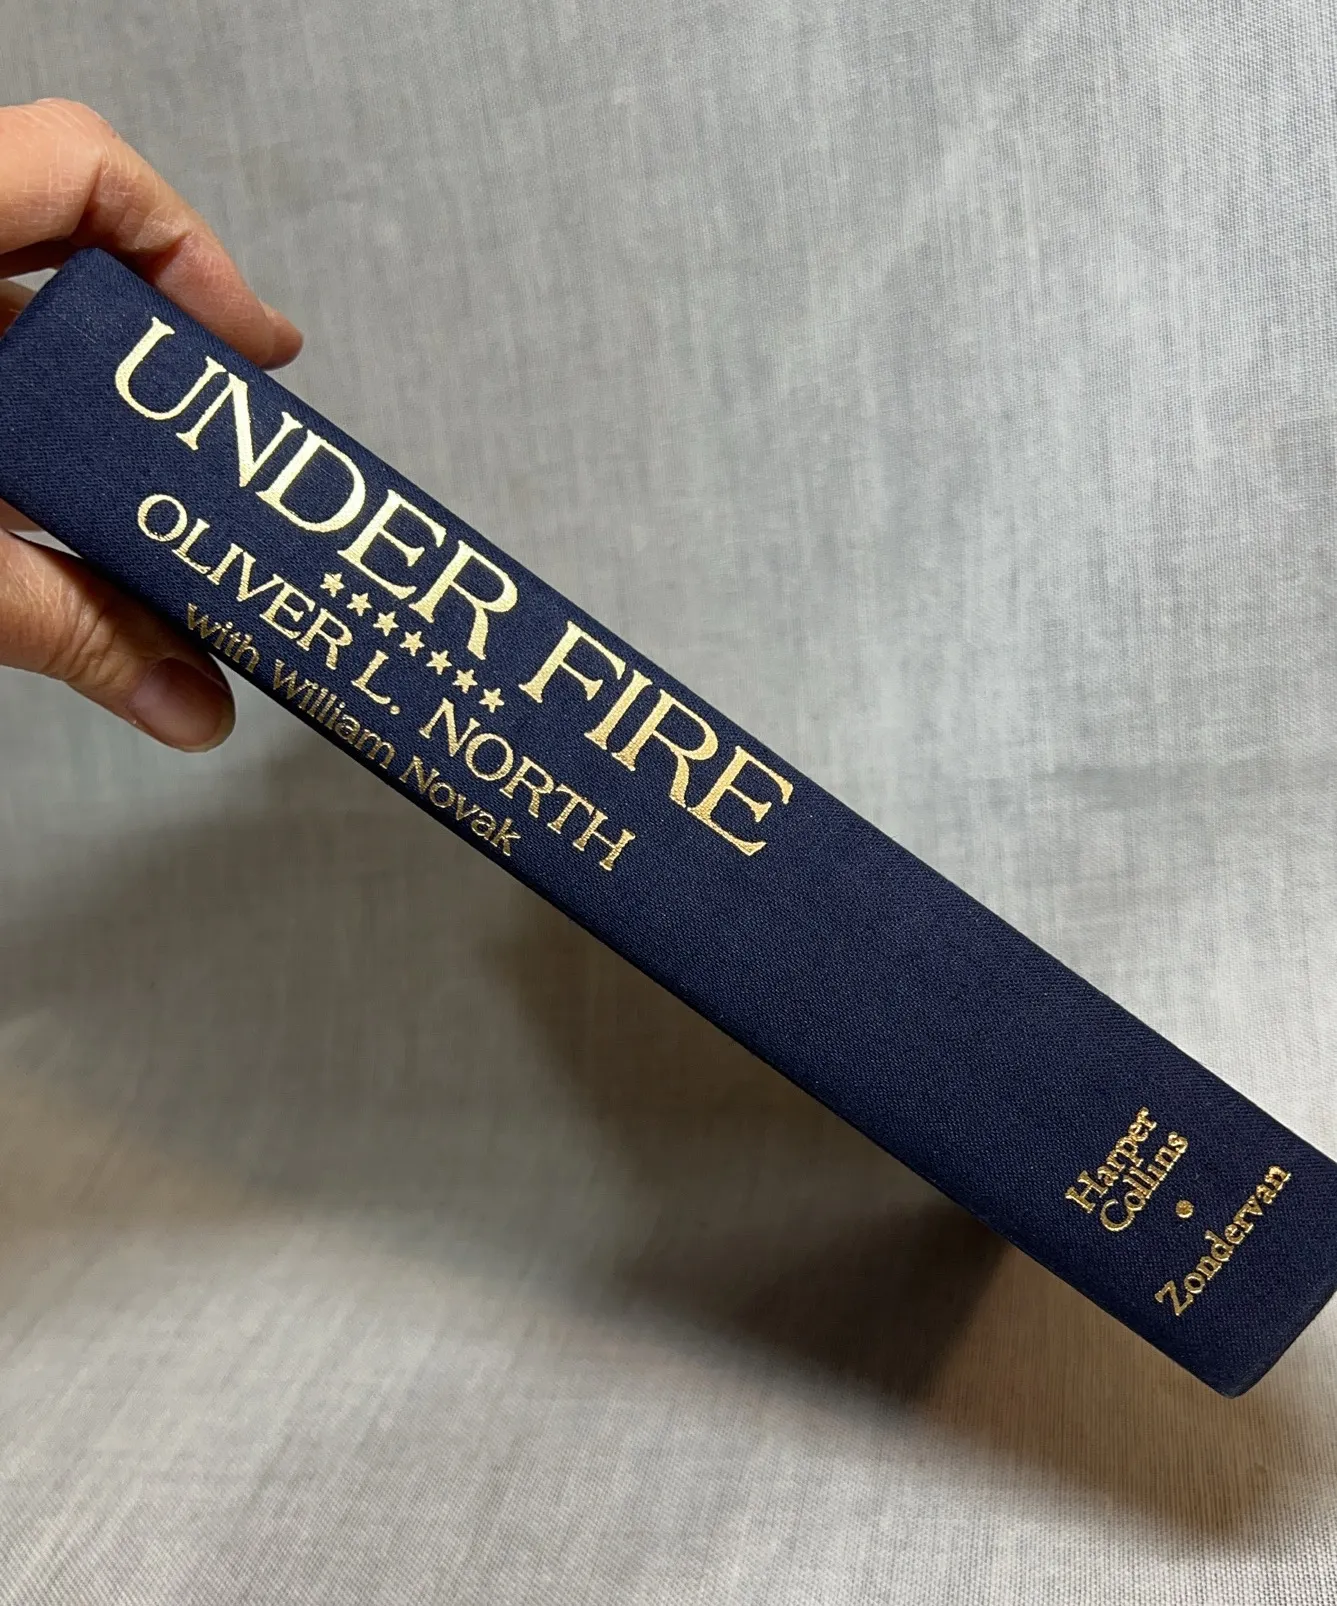 UNDER FIRE
★★★★★★★
OLIVER L. NORTH
with William Novak
Harper
Collins
•
Zondervan